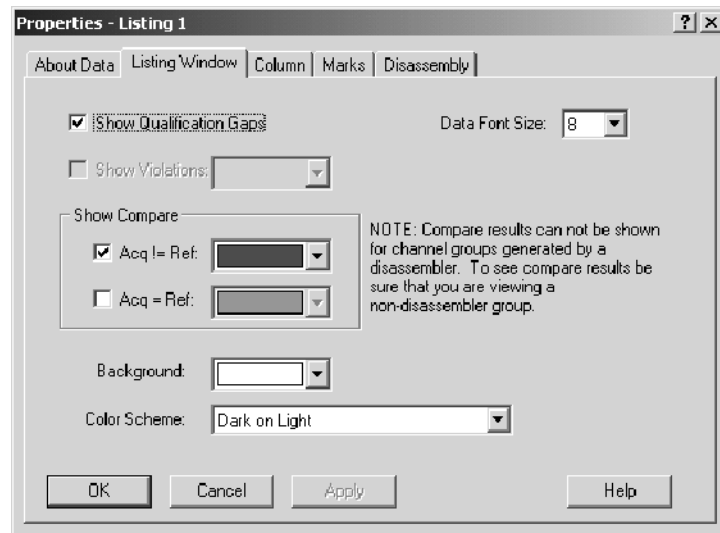 Properties - Listing 1
About Data Listing Window Column Marks Disassembly
Show Qualification Gaps
Data Font Size: 8
Show Violations:
Show Compare
Acq != Ref:
Acq = Ref:
NOTE: Compare results can not be shown
for channel groups generated by a
disassembler. To see compare results be
sure that you are viewing a
non-disassembler group.
Background:
Color Scheme: Dark on Light
OK Cancel Apply Help